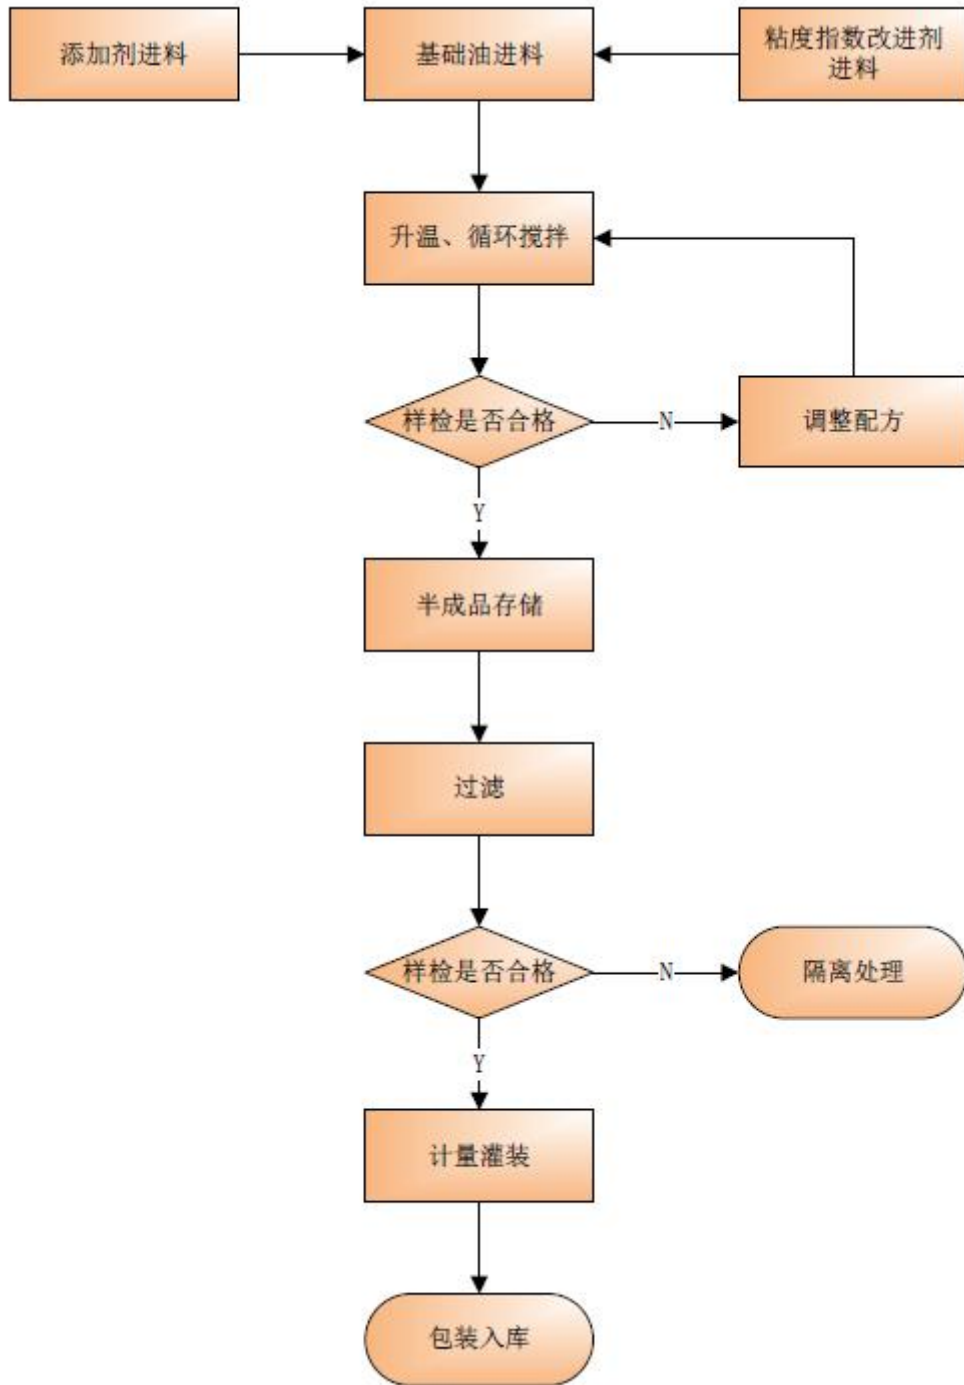 添加剂进料
基础油进料
粘度指数改进剂
进料
升温、循环搅拌
样检是否合格
N
调整配方
Y
半成品存储
过滤
样检是否合格
N
隔离处理
Y
计量灌装
包装入库